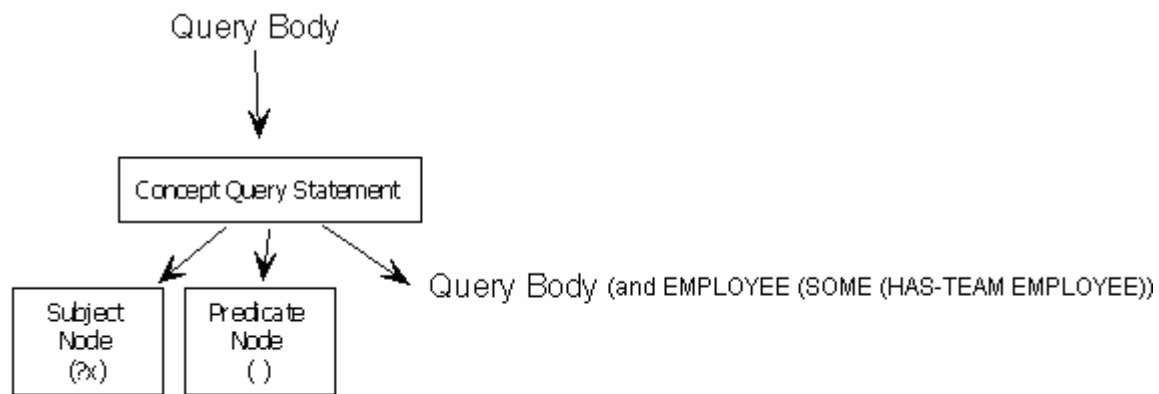 Query Body
Concept Query Statement
Query Body (and EMPLOYEE (SOME (HAS-TEAM EMPLOYEE))
Subject
Node
(?x)
Predicate
Node
( )